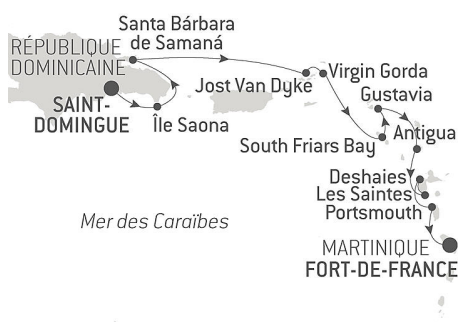 Santa Bárbara
de Samaná
RÉPUBLIQUE
DOMINICAINE
SAINT-
DOMINGUE
Île Saona
Jost Van Dyke
Virgin Gorda
Gustavia
South Friars Bay
Antigua
Deshaies
Les Saintes
Portsmouth
Mer des Caraïbes
MARTINIQUE
FORT-DE-FRANCE